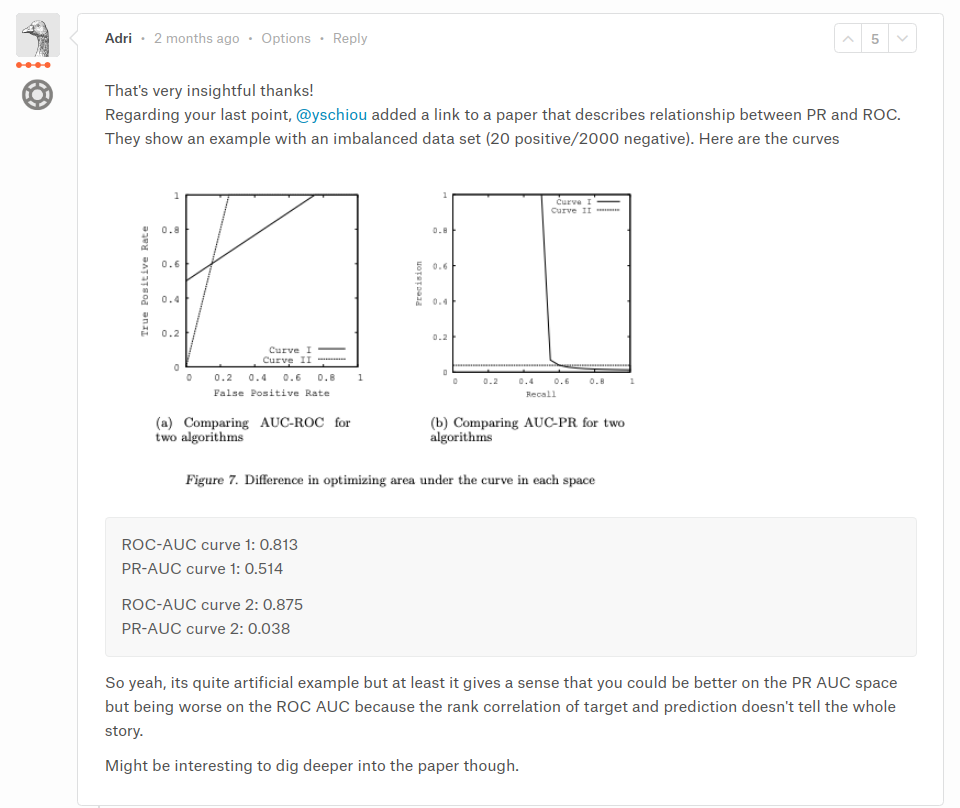 Adri • 2 months ago • Options • Reply
5
That's very insightful thanks!
Regarding your last point, @yschiou added a link to a paper that describes relationship between PR and ROC.
They show an example with an imbalanced data set (20 positive/2000 negative). Here are the curves
True Positive Rate
1
0.8
0.6
0.4
0.2
0
Curve I
Curve II
0 0.2 0.4 0.6 0.8 1
False Positive Rate
(a) Comparing AUC-ROC for
two algorithms
Precision
1
0.8
0.6
0.4
0.2
0
Curve I
Curve II
0 0.2 0.4 0.6 0.8 1
Recall
(b) Comparing AUC-PR for two
algorithms
Figure 7. Difference in optimizing area under the curve in each space
ROC-AUC curve 1: 0.813
PR-AUC curve 1: 0.514
ROC-AUC curve 2: 0.875
PR-AUC curve 2: 0.038
So yeah, its quite artificial example but at least it gives a sense that you could be better on the PR AUC space
but being worse on the ROC AUC because the rank correlation of target and prediction doesn't tell the whole
story.
Might be interesting to dig deeper into the paper though.